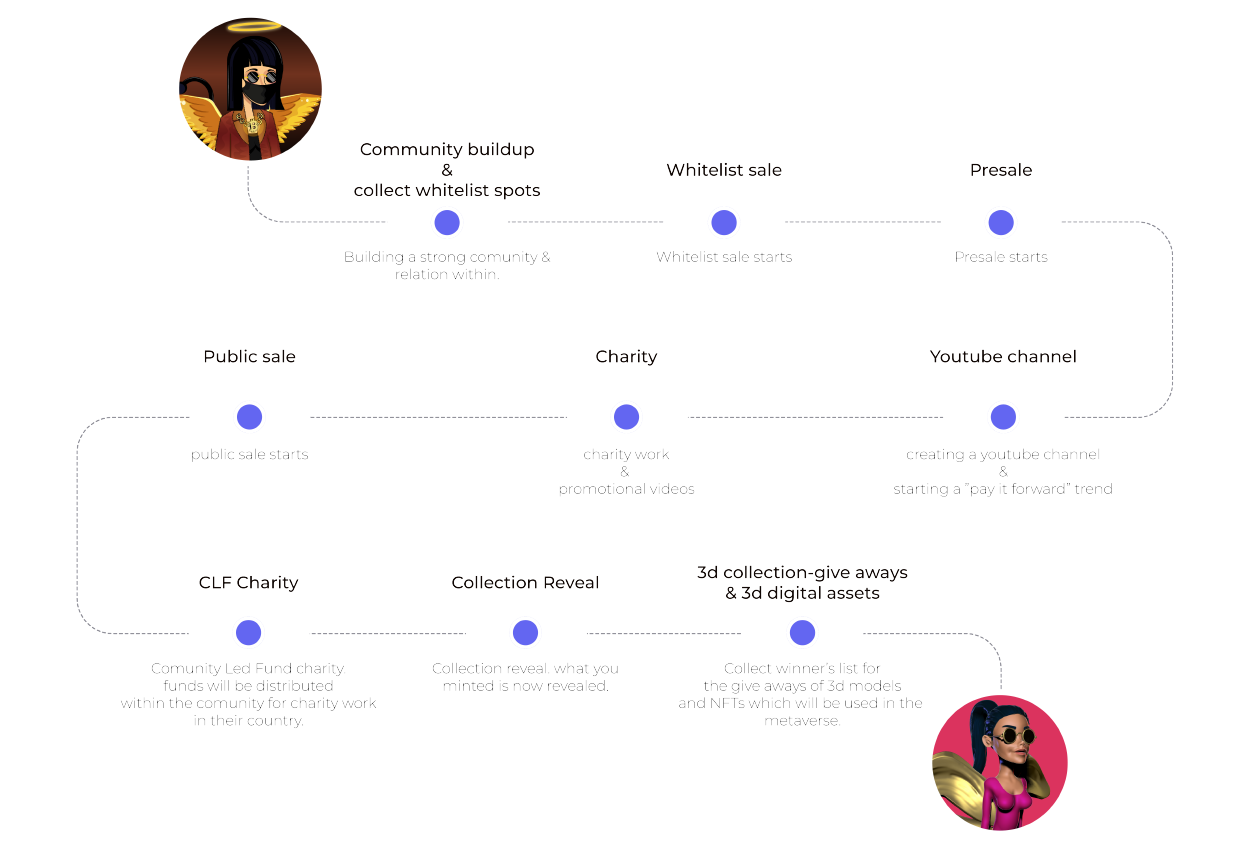 Community buildup
&
collect whitelist spots
Building a strong comunity &
relation within.
Whitelist sale
Whitelist sale starts
Presale
Presale starts
Youtube channel
creating a youtube channel
&
starting a "pay it forward" trend
Charity
charity work
&
promotional videos
Public sale
public sale starts
CLF Charity
Comunity Led Fund charity.
funds will be distributed
within the comunity for charity work
in their country.
Collection Reveal
Collection reveal. what you
minted is now revealed.
3d collection-give aways
& 3d digital assets
Collect winner's list for
the give aways of 3d models
and NFTs which will be used in the
metaverse.